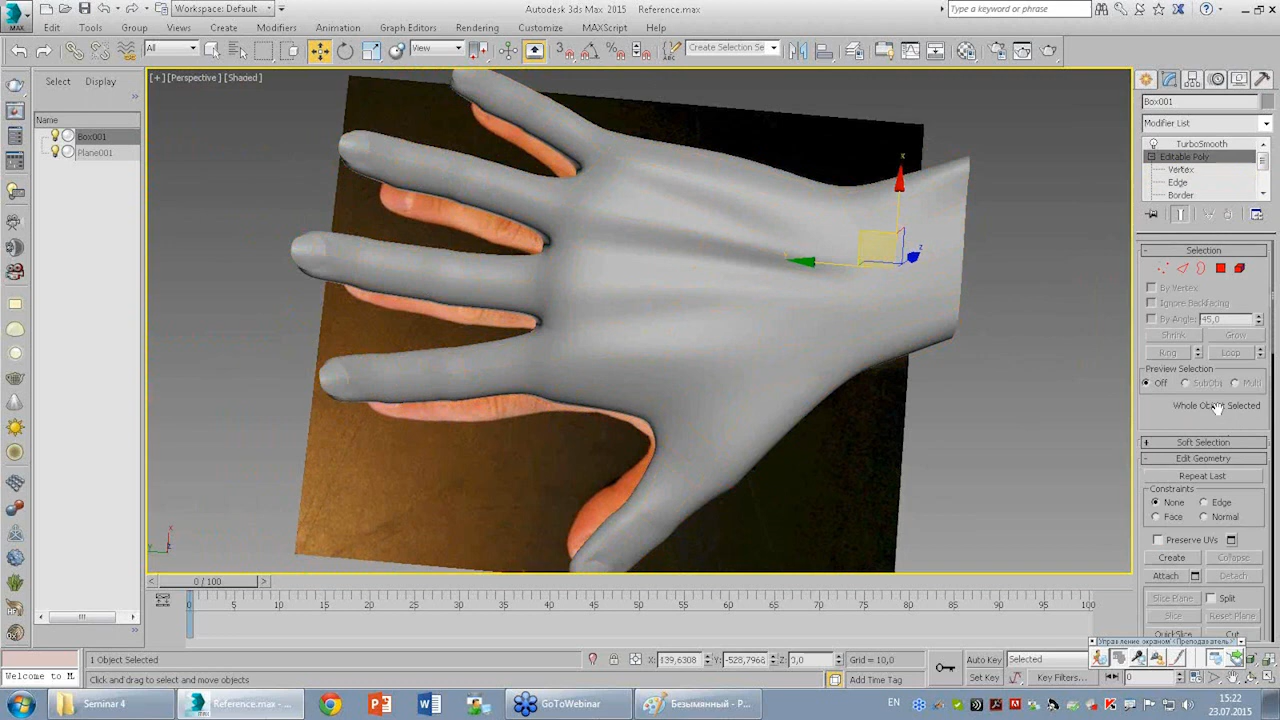 MAX
Workspace: Default
Autodesk 3ds Max 2015 Reference.max
Type a keyword or phrase
Edit Tools Group Views Create Modifiers Animation Graph Editors Rendering Customize MAXScript Help
All
View
Create Selection Se
Select Display
Name
Box001
Plane001
[+] [Perspective] [Shaded]
x
z
Box001
Modifier List
TurboSmooth
Editable Poly
Vertex
Edge
Border
Selection
By Vertex
Ignore Backfacing
By Angle: 45,0
Shrink Grow
Ring Loop
Preview Selection
Off SubObj Multi
Whole Object Selected
Soft Selection
Edit Geometry
Repeat Last
Constraints
None Edge
Face Normal
Preserve UVs
Create Collapse
Attach Detach
Slice Plane Split
Slice Reset Plane
QuickSlice Cut
0 / 100
0 5 10 15 20 25 30 35 40 45 50 55 60 65 70 75 80 85 90 95 100
Управление экраном: Преподаватель
1 Object Selected
X: 139,6308 Y: -528,7968 Z: 0,0 Grid = 10,0
Auto Key Selected
Welcome to M
Click and drag to select and move objects
Add Time Tag
Set Key Key Filters...
0
Seminar 4
Reference.max - ...
GoToWebinar
Безымянный - P...
EN
15:22
23.07.2015